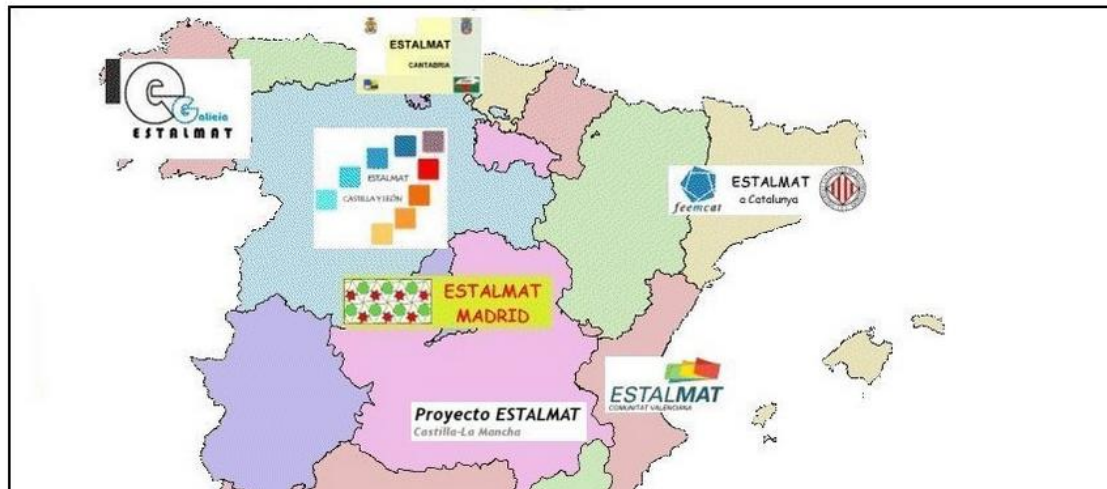 ESTALMAT
CANTABRIA
Galicia
ESTALMAT
ESTALMAT
CASTILLA Y LEÓN
feemcat
ESTALMAT
a Catalunya
ESTALMAT
MADRID
ESTALMAT
COMUNITAT VALENCIANA
Proyecto ESTALMAT
Castilla-La Mancha